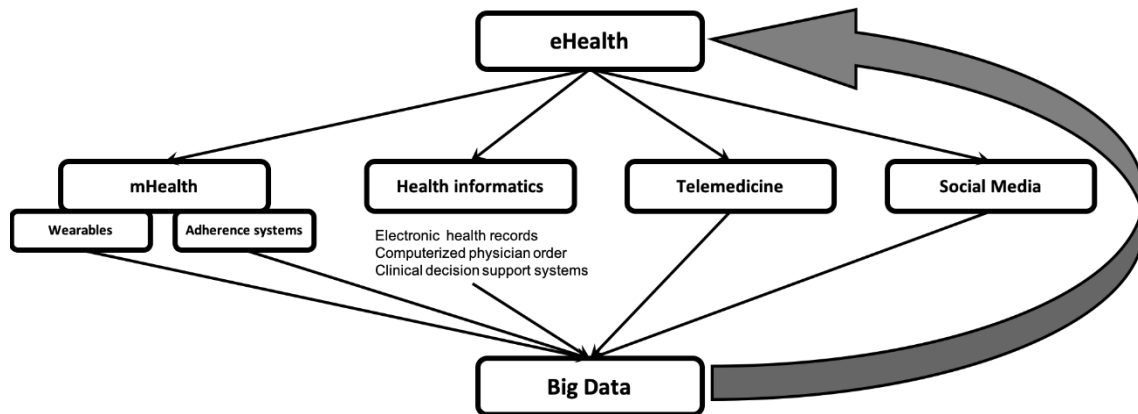 eHealth
mHealth
Health informatics
Telemedicine
Social Media
Wearables
Adherence systems
Electronic health records
Computerized physician order
Clinical decision support systems
Big Data